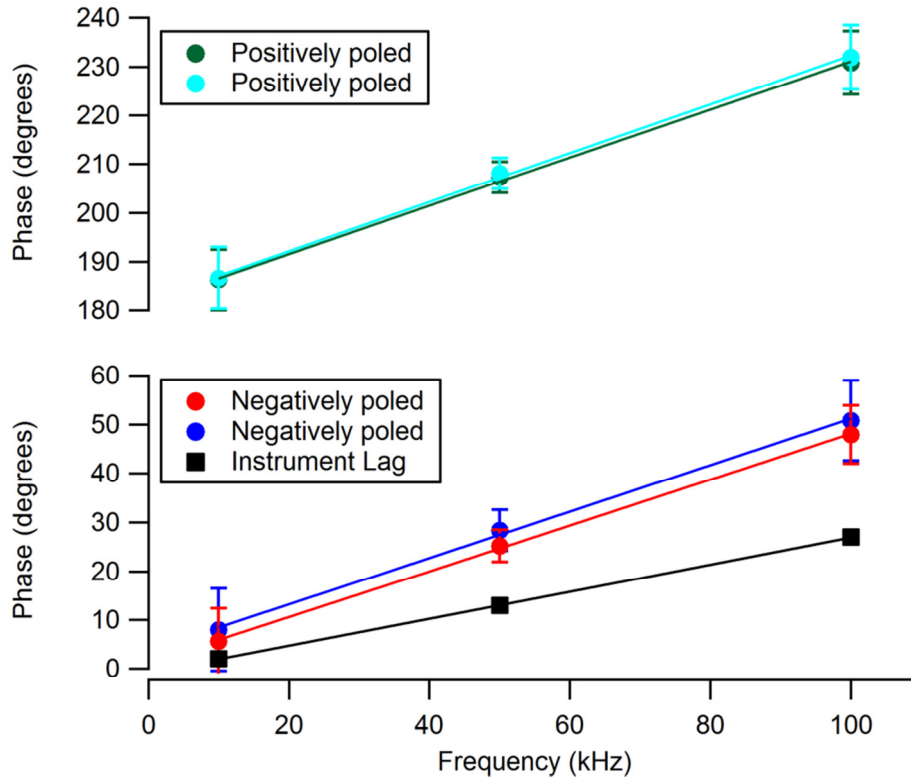 240
230
220
210
200
190
180
Phase (degrees)
Positively poled
Positively poled
60
50
40
30
20
10
0
Phase (degrees)
Negatively poled
Negatively poled
Instrument Lag
0 20 40 60 80 100
Frequency (kHz)